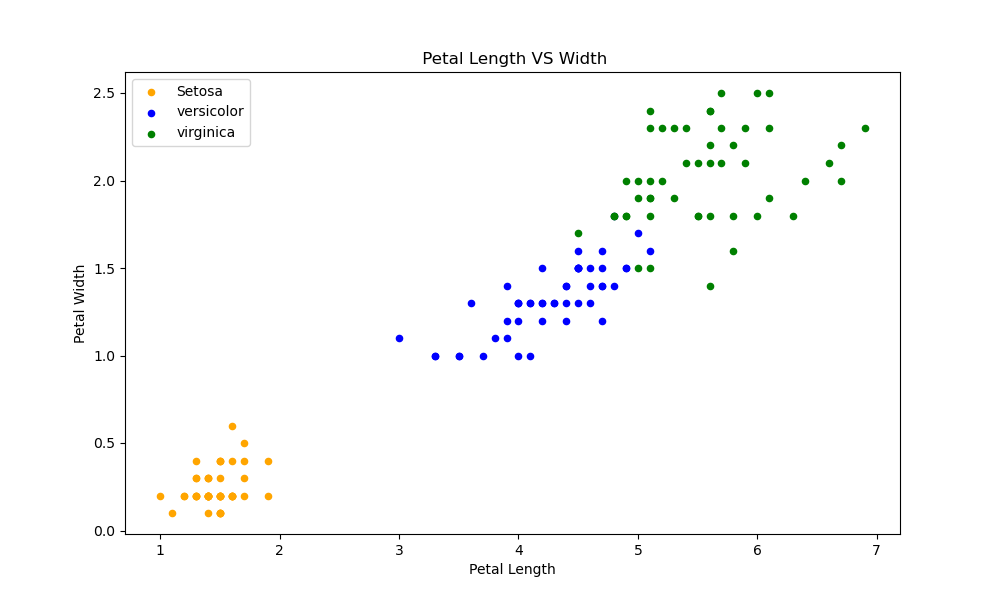 Petal Length VS Width
Setosa
versicolor
virginica
2.5
2.0
1.5
1.0
0.5
0.0
Petal Width
1 2 3 4 5 6 7
Petal Length